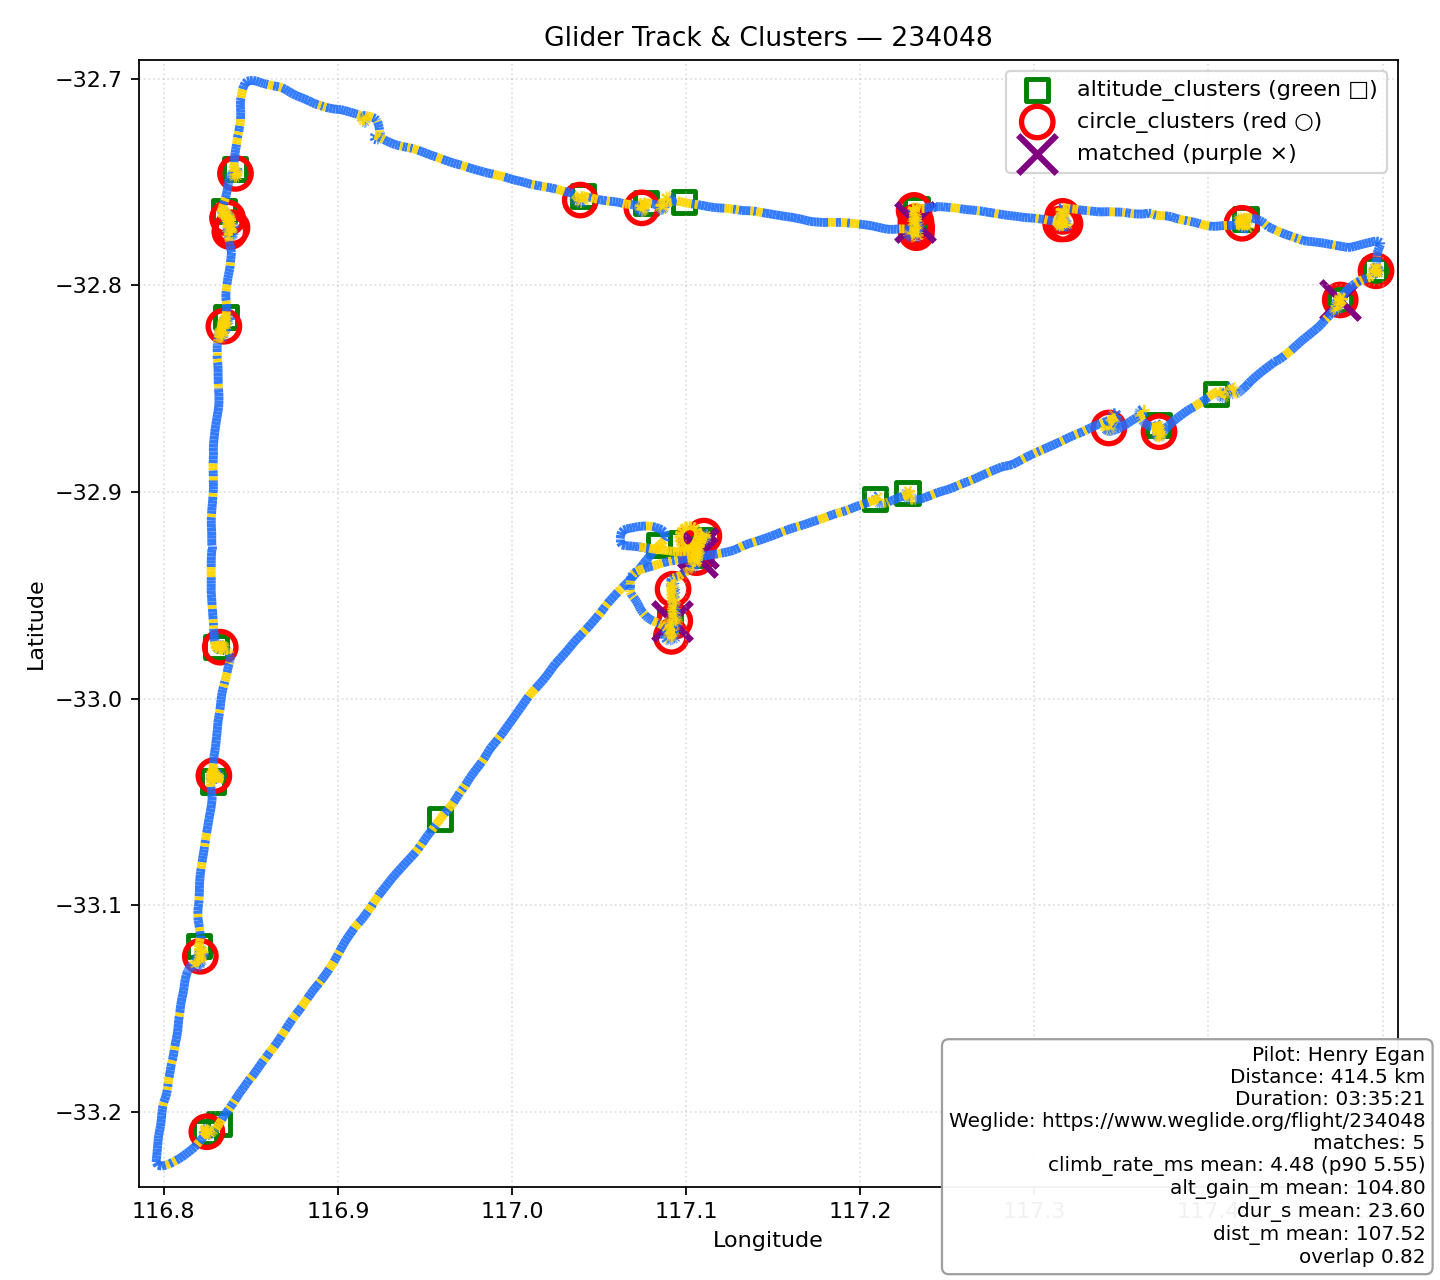 Glider Track & Clusters — 234048
altitude_clusters (green □)
circle_clusters (red ○)
matched (purple ×)
−32.7
−32.8
−32.9
−33.0
−33.1
−33.2
Latitude
116.8
116.9
117.0
117.1
117.2
117.3
117.4
Longitude
Pilot: Henry Egan
Distance: 414.5 km
Duration: 03:35:21
Weglide: https://www.weglide.org/flight/234048
matches: 5
climb_rate_ms mean: 4.48 (p90 5.55)
alt_gain_m mean: 104.80
dur_s mean: 23.60
dist_m mean: 107.52
overlap 0.82